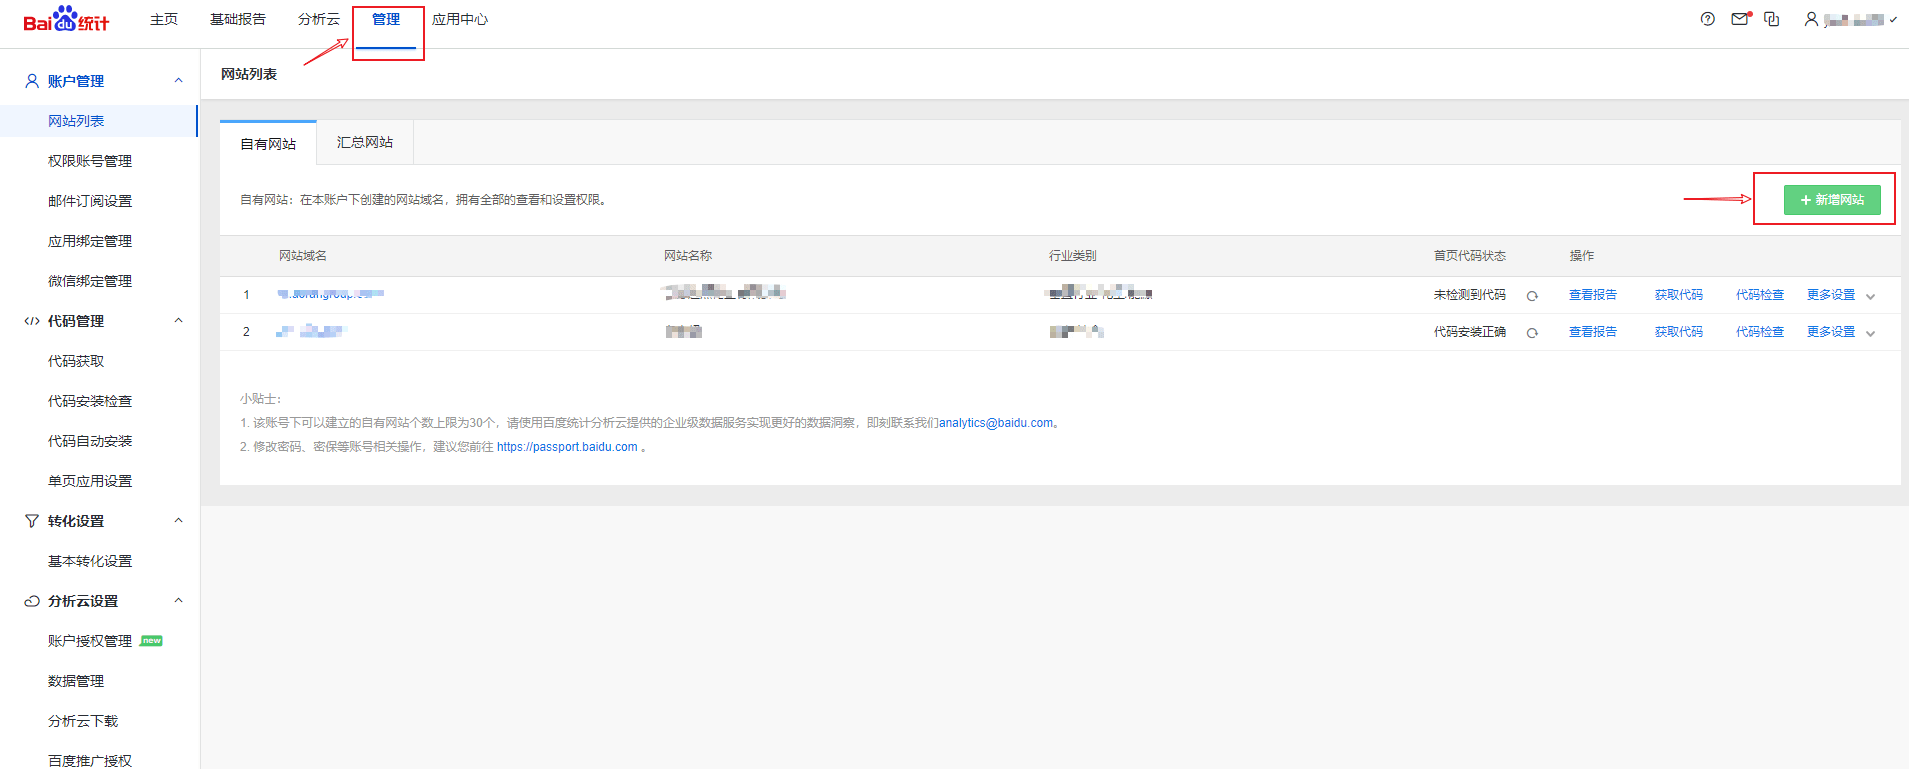 Bai du 统计 主页 基础报告 分析云 管理 应用中心
网站列表
账户管理
网站列表
权限账号管理
邮件订阅设置
应用绑定管理
微信绑定管理
代码管理
代码获取
代码安装检查
代码自动安装
单页应用设置
转化设置
基本转化设置
分析云设置
账户授权管理 new
数据管理
分析云下载
百度推广授权
自有网站 汇总网站
自有网站：在本账户下创建的网站域名，拥有全部的查看和设置权限。
+ 新增网站
网站域名 网站名称 行业类别 首页代码状态 操作
1 未检测到代码 查看报告 获取代码 代码检查 更多设置
2 代码安装正确 查看报告 获取代码 代码检查 更多设置
小贴士：
1. 该账号下可以建立的自有网站个数上限为30个，请使用百度统计分析云提供的企业级数据服务实现更好的数据洞察，即刻联系我们analytics@baidu.com。
2. 修改密码、密保等账号相关操作，建议您前往 https://passport.baidu.com 。